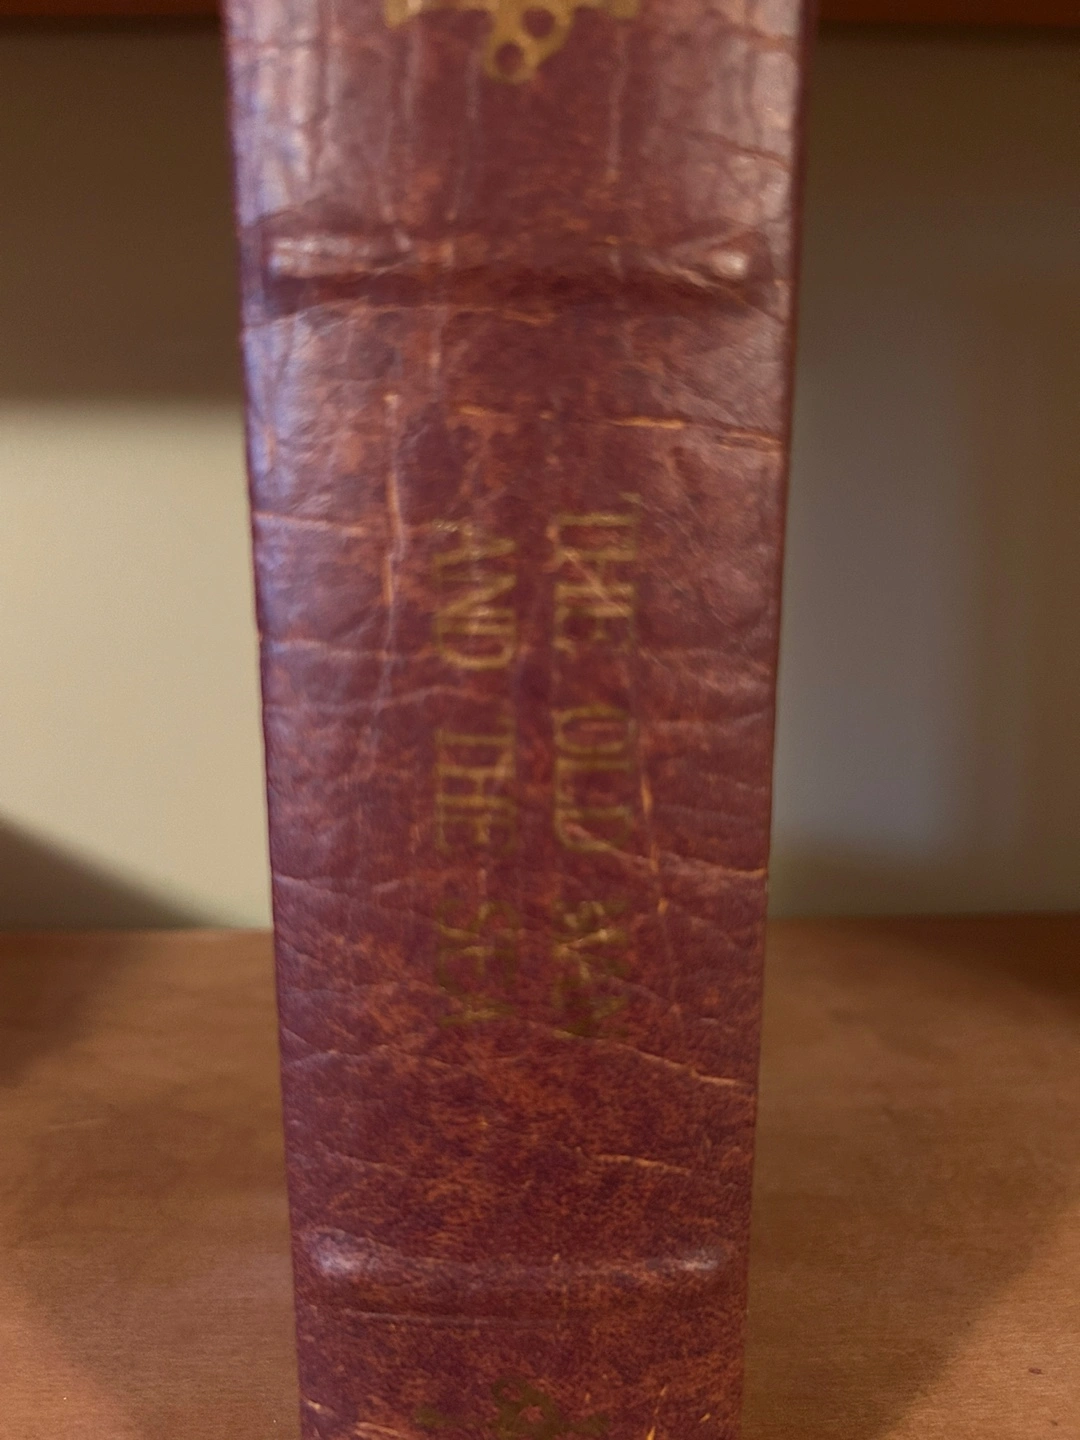 THE OLD MAN
AND THE SEA